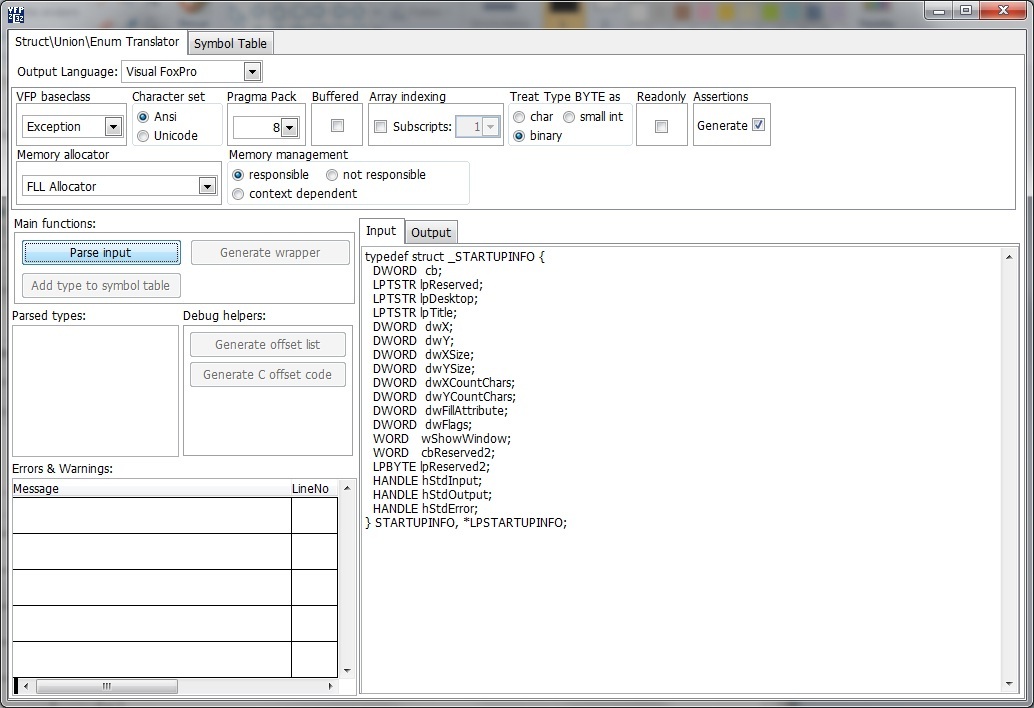 VFP
2 32
Struct\Union\Enum Translator
Symbol Table
Output Language: Visual FoxPro
VFP baseclass
Exception
Character set
Ansi
Unicode
Pragma Pack
8
Buffered
Array indexing
Subscripts: 1
Treat Type BYTE as
char small int
binary
Readonly
Assertions
Generate
Memory allocator
FLL Allocator
Memory management
responsible not responsible
context dependent
Main functions:
Parse input
Generate wrapper
Add type to symbol table
Parsed types:
Debug helpers:
Generate offset list
Generate C offset code
Errors & Warnings:
Message LineNo
Input
Output
typedef struct _STARTUPINFO {
DWORD cb;
LPTSTR lpReserved;
LPTSTR lpDesktop;
LPTSTR lpTitle;
DWORD dwX;
DWORD dwY;
DWORD dwXSize;
DWORD dwYSize;
DWORD dwXCountChars;
DWORD dwYCountChars;
DWORD dwFillAttribute;
DWORD dwFlags;
WORD wShowWindow;
WORD cbReserved2;
LPBYTE lpReserved2;
HANDLE hStdInput;
HANDLE hStdOutput;
HANDLE hStdError;
} STARTUPINFO, *LPSTARTUPINFO;